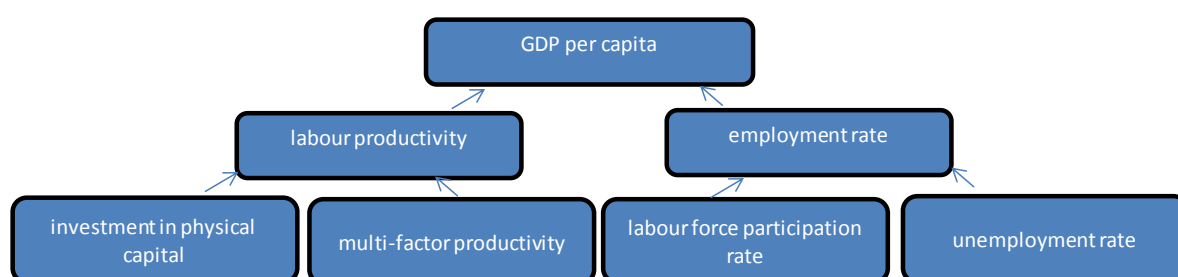 GDP per capita
labour productivity
employment rate
investment in physical
capital
multi-factor productivity
labour force participation
rate
unemployment rate